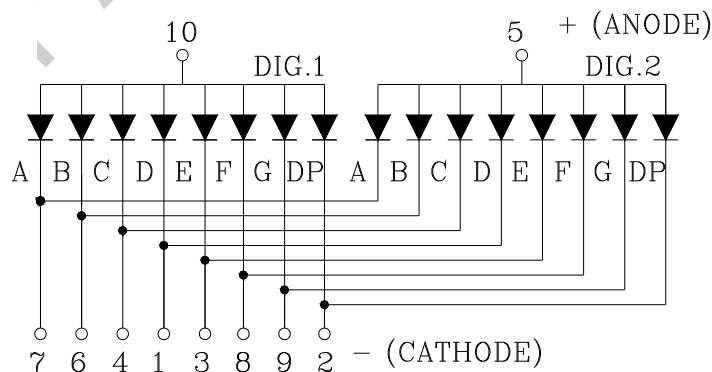 10 5 + (ANODE)
DIG.1 DIG.2
A B C D E F G DP A B C D E F G DP
7 6 4 1 3 8 9 2 - (CATHODE)